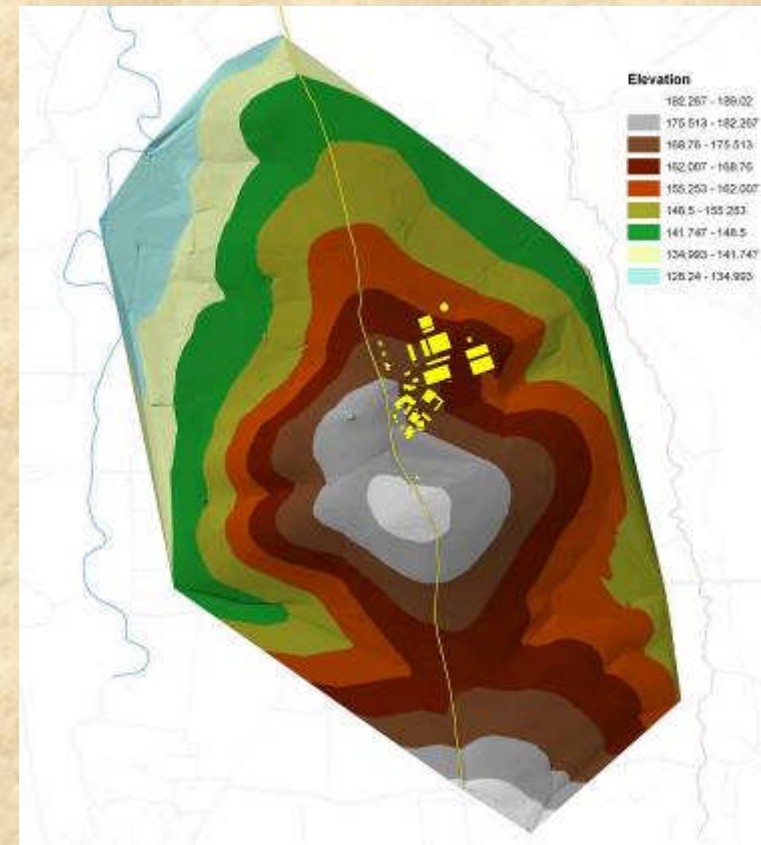 Elevation
182.267 - 189.02
175.513 - 182.267
168.76 - 175.513
162.007 - 168.76
155.253 - 162.007
148.5 - 155.253
141.747 - 148.5
134.993 - 141.747
128.24 - 134.993